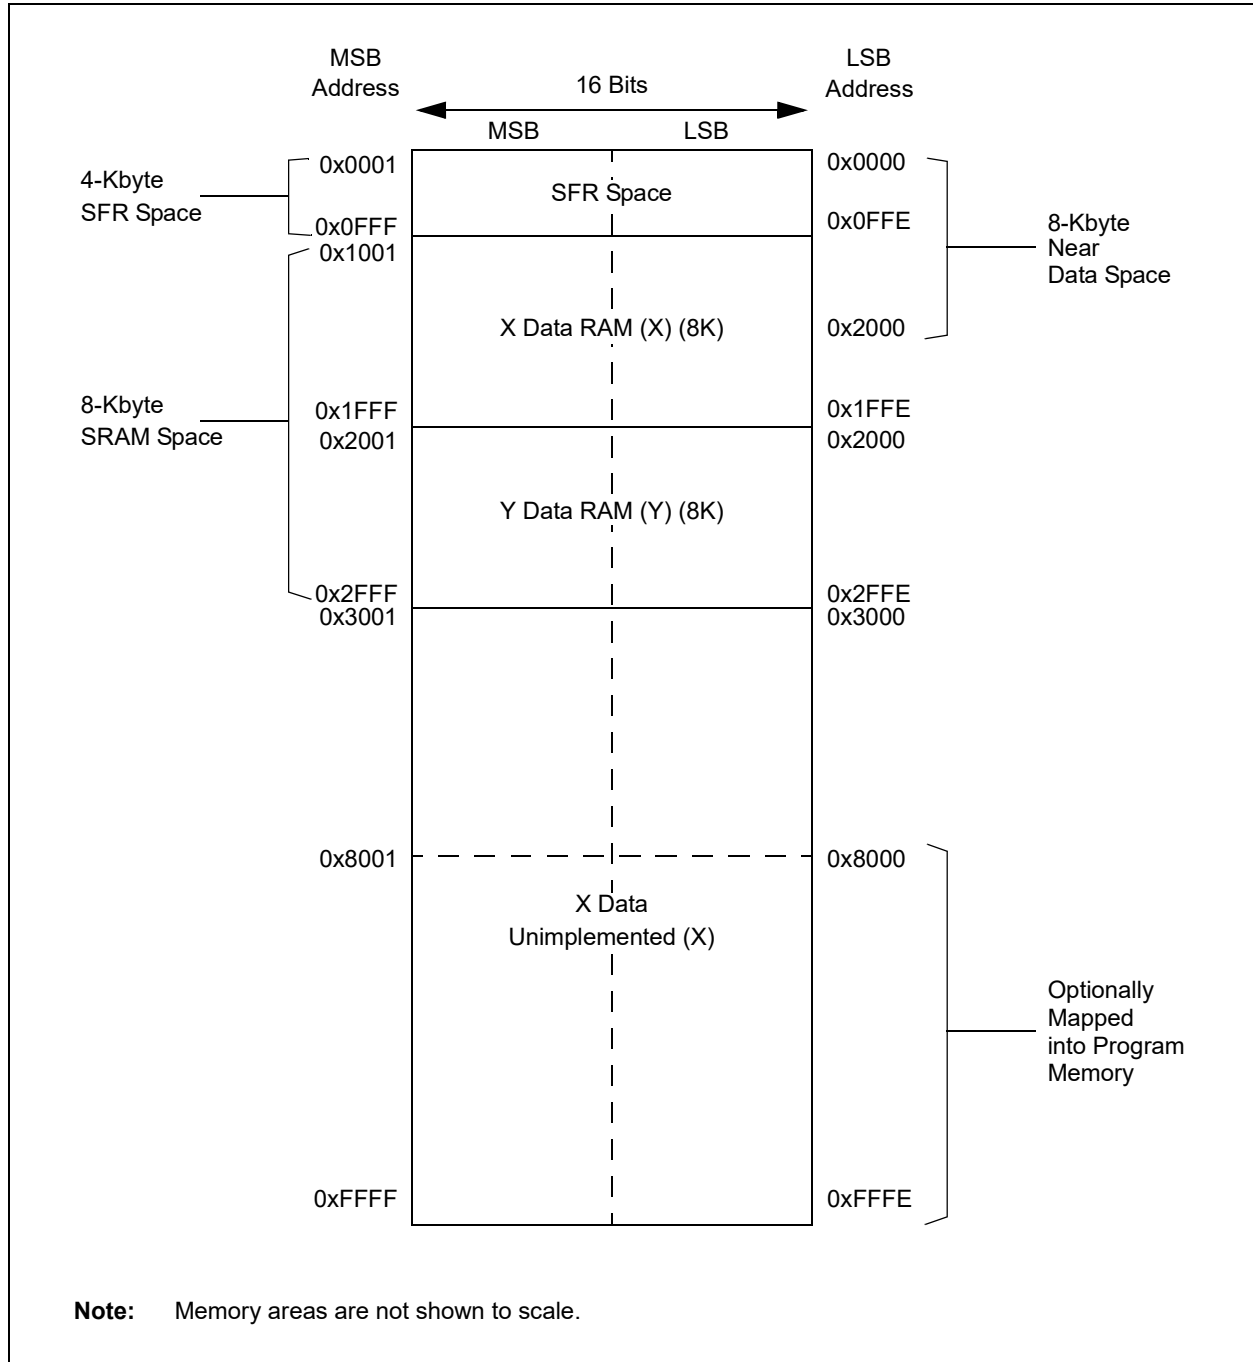 MSB
Address
LSB
Address
16 Bits
MSB
LSB
4-Kbyte
SFR Space
0x0001
0x0FFF
SFR Space
0x0000
0x0FFE
8-Kbyte
Near
Data Space
8-Kbyte
SRAM Space
0x1001
0x1FFF
X Data RAM (X) (8K)
0x2000
0x1FFE
0x2001
0x2FFF
Y Data RAM (Y) (8K)
0x2000
0x2FFE
0x3001
0x3000
0x8001
0x8000
X Data
Unimplemented (X)
Optionally
Mapped
into Program
Memory
0xFFFF
0xFFFE
Note: Memory areas are not shown to scale.